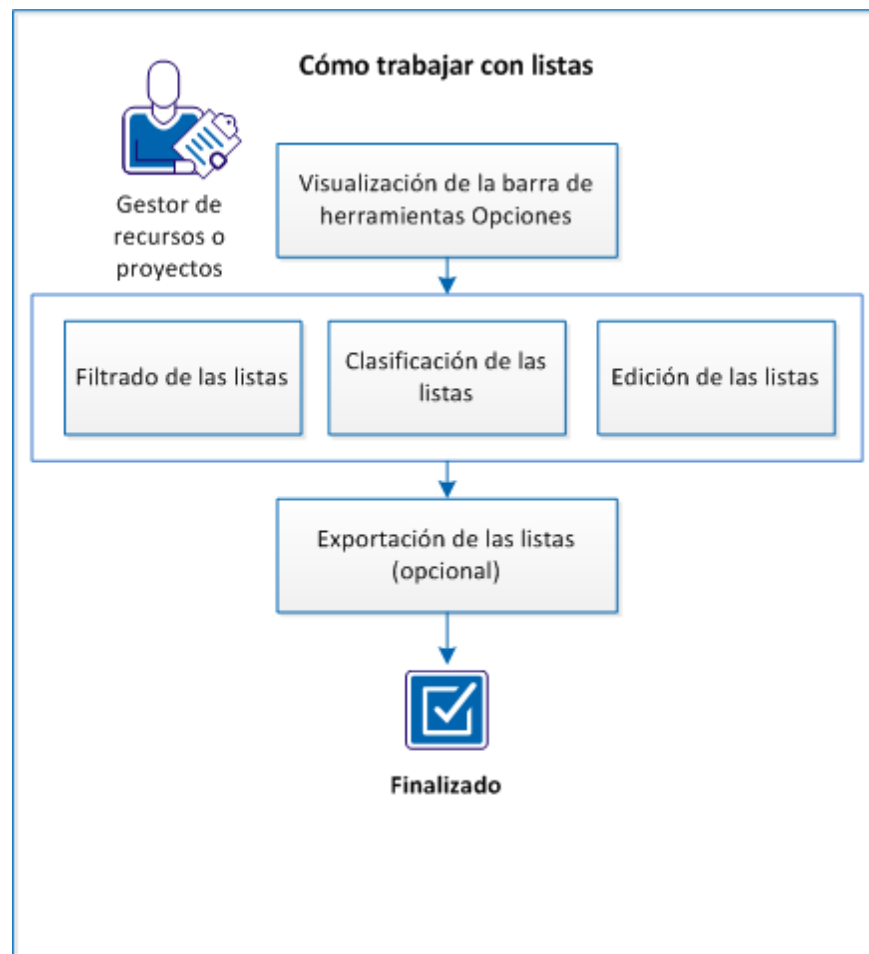 Cómo trabajar con listas
Gestor de
recursos o
proyectos
Visualización de la barra de
herramientas Opciones
Filtrado de las listas
Clasificación de las
listas
Edición de las listas
Exportación de las listas
(opcional)
Finalizado